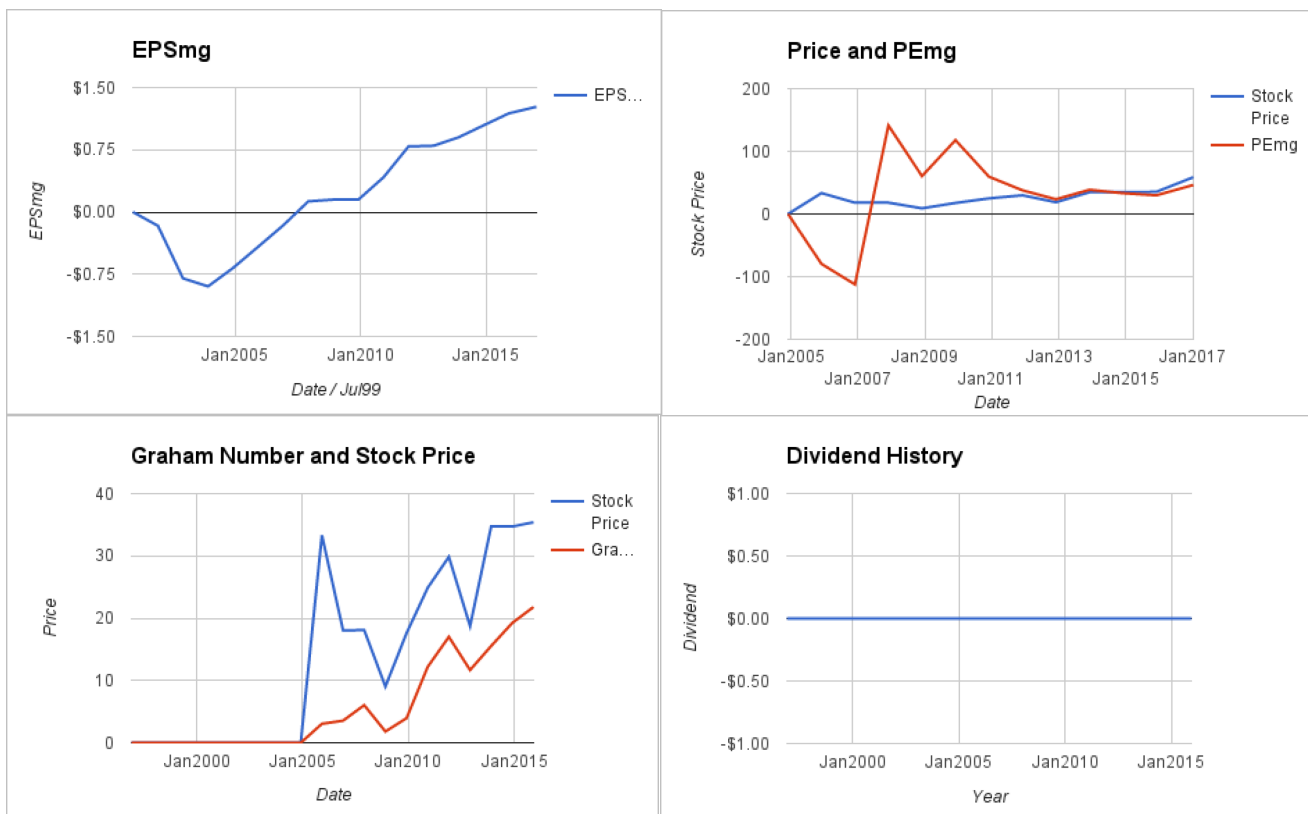 EPSmg
$1.50
$0.75
$0.00
-$0.75
-$1.50
EPSmg
Jan2005 Jan2010 Jan2015
Date / Jul99
EPS…
Price and PEmg
200
100
0
-100
-200
Stock Price
Jan2005 Jan2009 Jan2013 Jan2017
Jan2007 Jan2011 Jan2015
Date
Stock
Price
PEmg
Graham Number and Stock Price
40
30
20
10
0
Price
Jan2000 Jan2005 Jan2010 Jan2015
Date
Stock
Price
Gra…
Dividend History
$1.00
$0.50
$0.00
-$0.50
-$1.00
Dividend
Jan2000 Jan2005 Jan2010 Jan2015
Year